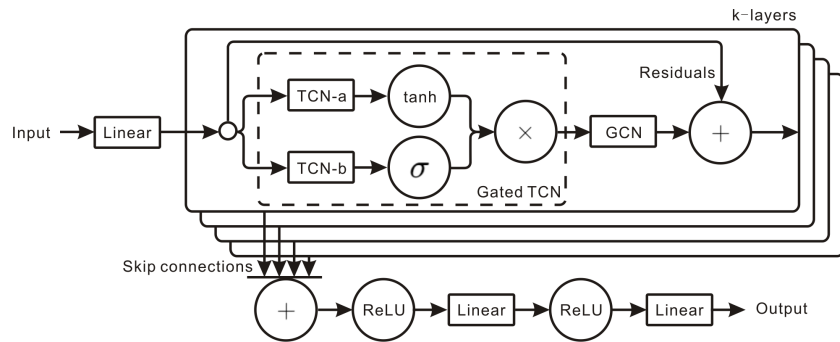 k-layers
Residuals
TCN-a
tanh
Input
Linear
×
GCN
+
TCN-b
σ
Gated TCN
Skip connections
+
ReLU
Linear
ReLU
Linear
Output